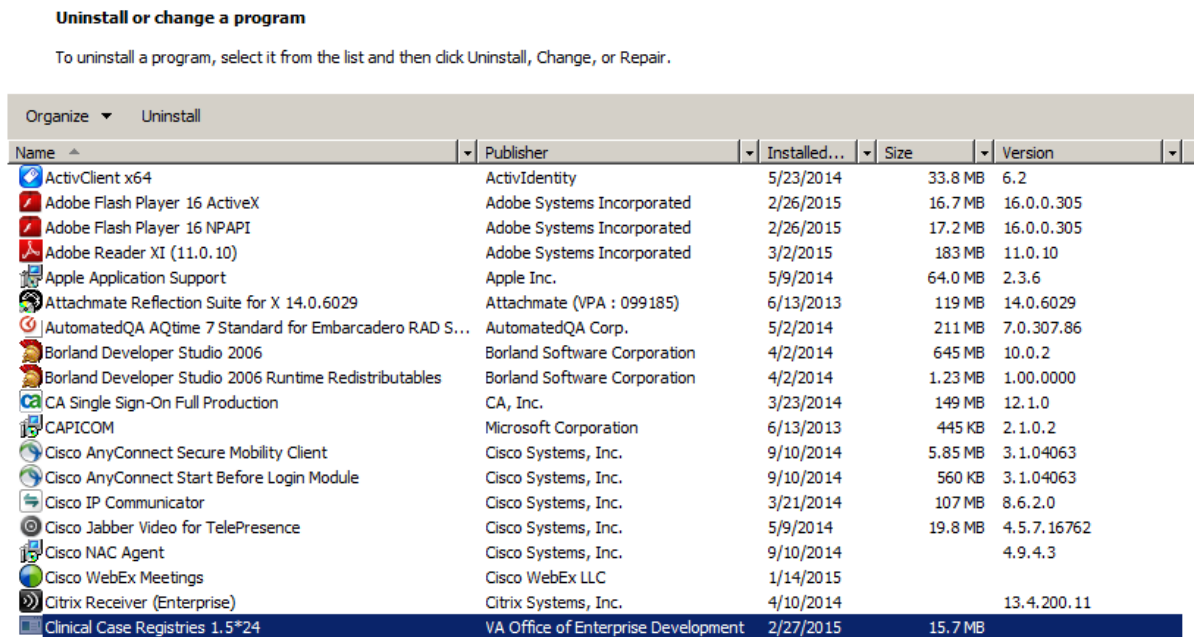 Uninstall or change a program
To uninstall a program, select it from the list and then click Uninstall, Change, or Repair.
Organize Uninstall
Name Publisher Installed... Size Version
ActivClient x64 ActivIdentity 5/23/2014 33.8 MB 6.2
Adobe Flash Player 16 ActiveX Adobe Systems Incorporated 2/26/2015 16.7 MB 16.0.0.305
Adobe Flash Player 16 NPAPI Adobe Systems Incorporated 2/26/2015 17.2 MB 16.0.0.305
Adobe Reader XI (11.0.10) Adobe Systems Incorporated 3/2/2015 183 MB 11.0.10
Apple Application Support Apple Inc. 5/9/2014 64.0 MB 2.3.6
Attachmate Reflection Suite for X 14.0.6029 Attachmate (VPA : 099185) 6/13/2013 119 MB 14.0.6029
AutomatedQA AQtime 7 Standard for Embarcadero RAD S... AutomatedQA Corp. 5/2/2014 211 MB 7.0.307.86
Borland Developer Studio 2006 Borland Software Corporation 4/2/2014 645 MB 10.0.2
Borland Developer Studio 2006 Runtime Redistributables Borland Software Corporation 4/2/2014 1.23 MB 1.00.0000
ca CA Single Sign-On Full Production CA, Inc. 3/23/2014 149 MB 12.1.0
CAPICOM Microsoft Corporation 6/13/2013 445 KB 2.1.0.2
Cisco AnyConnect Secure Mobility Client Cisco Systems, Inc. 9/10/2014 5.85 MB 3.1.04063
Cisco AnyConnect Start Before Login Module Cisco Systems, Inc. 9/10/2014 560 KB 3.1.04063
Cisco IP Communicator Cisco Systems, Inc. 3/21/2014 107 MB 8.6.2.0
Cisco Jabber Video for TelePresence Cisco Systems, Inc. 5/9/2014 19.8 MB 4.5.7.16762
Cisco NAC Agent Cisco Systems, Inc. 9/10/2014 4.9.4.3
Cisco WebEx Meetings Cisco WebEx LLC 1/14/2015
Citrix Receiver (Enterprise) Citrix Systems, Inc. 4/10/2014 13.4.200.11
Clinical Case Registries 1.5*24 VA Office of Enterprise Development 2/27/2015 15.7 MB